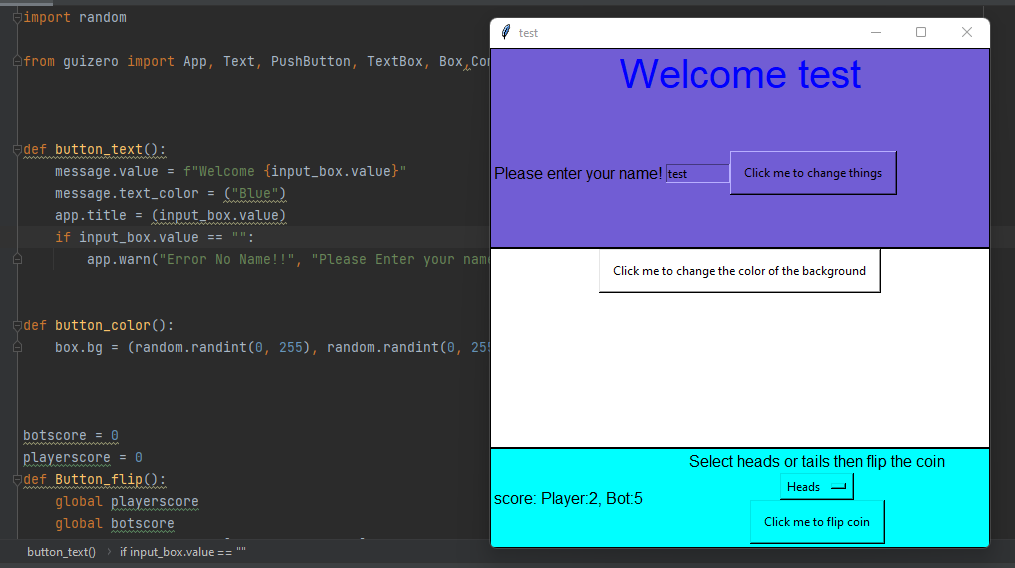 import random
from guizero import App, Text, PushButton, TextBox, Box,Con
def button_text():
message.value = f"Welcome {input_box.value}"
message.text_color = ("Blue")
app.title = (input_box.value)
if input_box.value == "":
app.warn("Error No Name!!", "Please Enter your name
def button_color():
box.bg = (random.randint(0, 255), random.randint(0, 255
botscore = 0
playerscore = 0
def Button_flip():
global playerscore
global botscore
button_text()
if input_box.value == ""
test
Welcome test
Please enter your name!
test
Click me to change things
Click me to change the color of the background
Select heads or tails then flip the coin
Heads
score: Player:2, Bot:5
Click me to flip coin